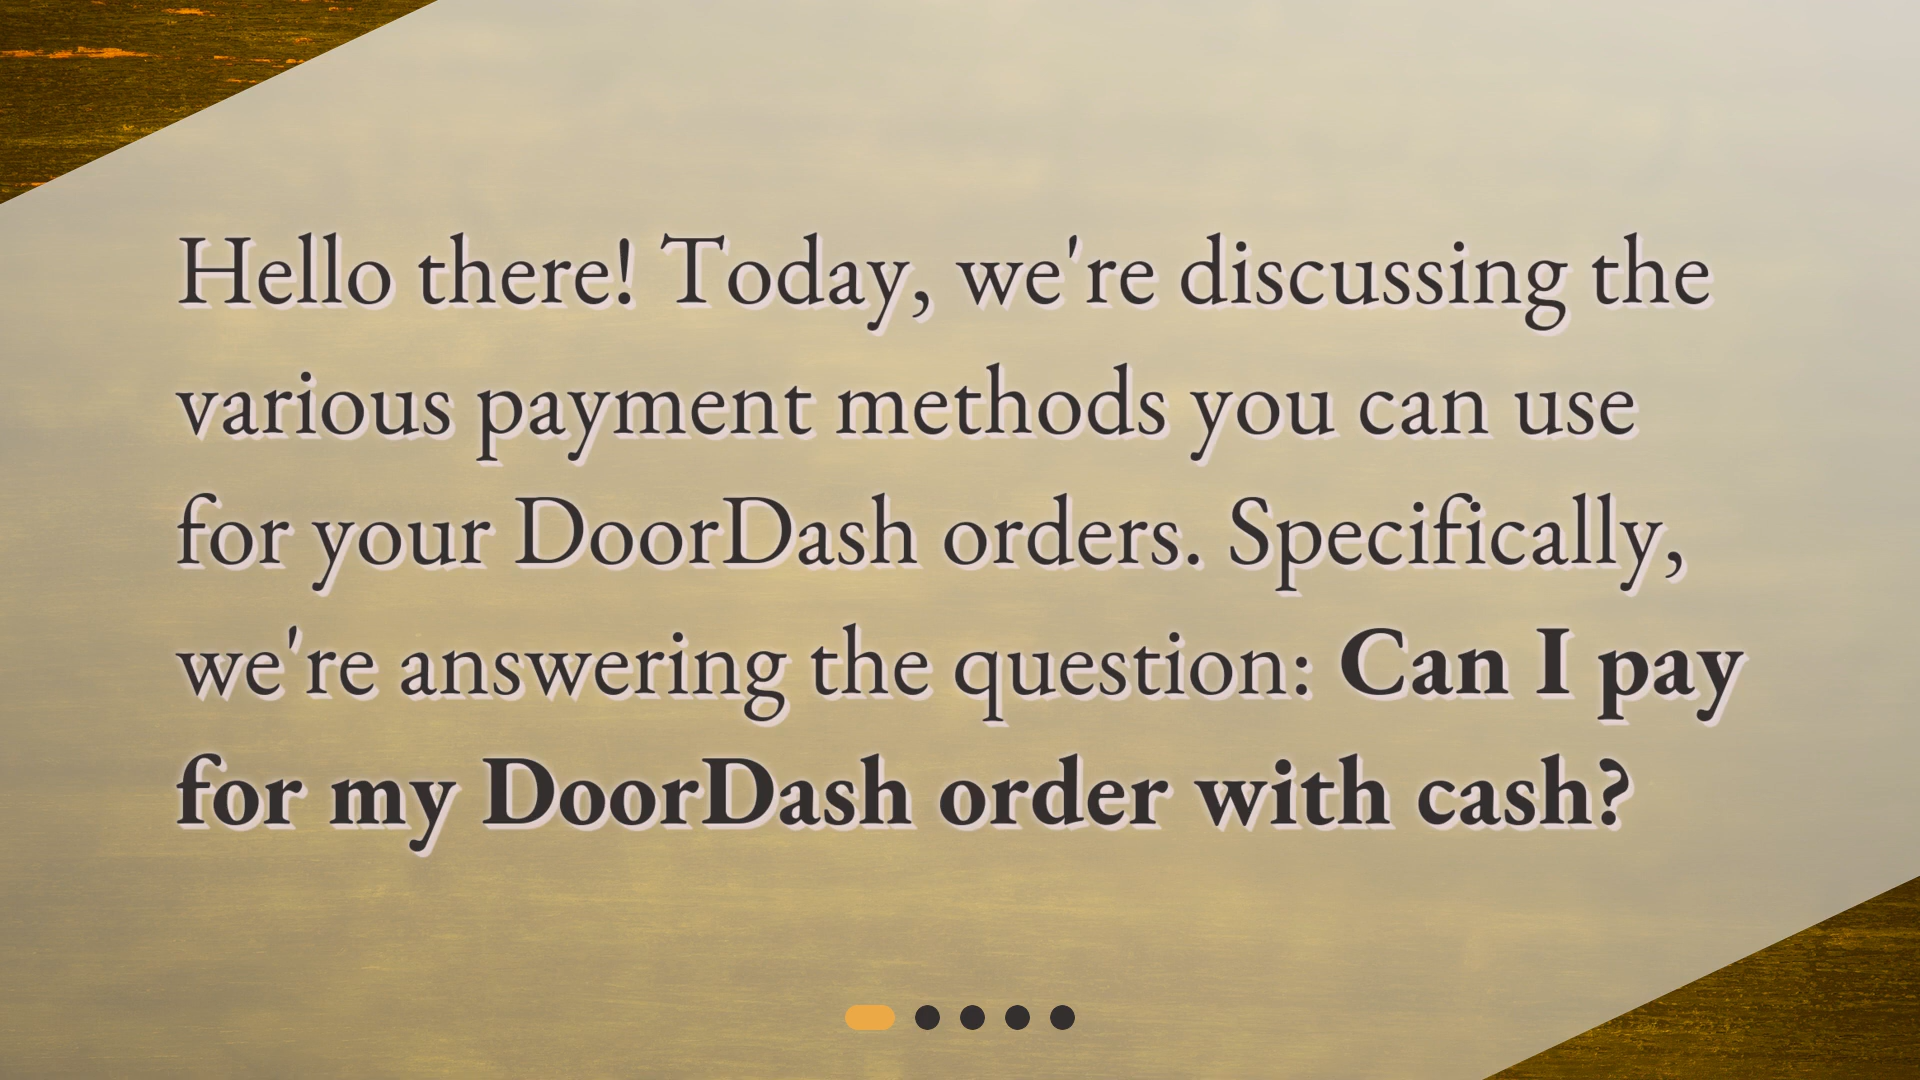 Hello there! Today, we're discussing the
various payment methods you can use
for your DoorDash orders. Specifically,
we're answering the question: Can I pay
for my DoorDash order with cash?